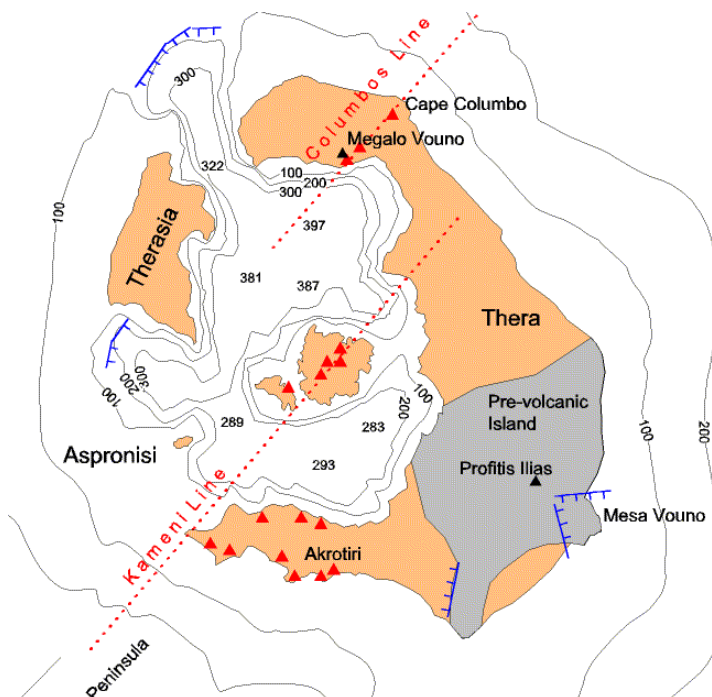 300
Columbos Line
Cape Columbo
Megalo Vouno
322
100
200
300
100
397
Therasia
381
387
Thera
300
200
100
100
200
289
283
Pre-volcanic
Island
100
200
Aspronisi
293
Profitis Ilias
Mesa Vouno
Kameni Line
Akrotiri
Peninsula